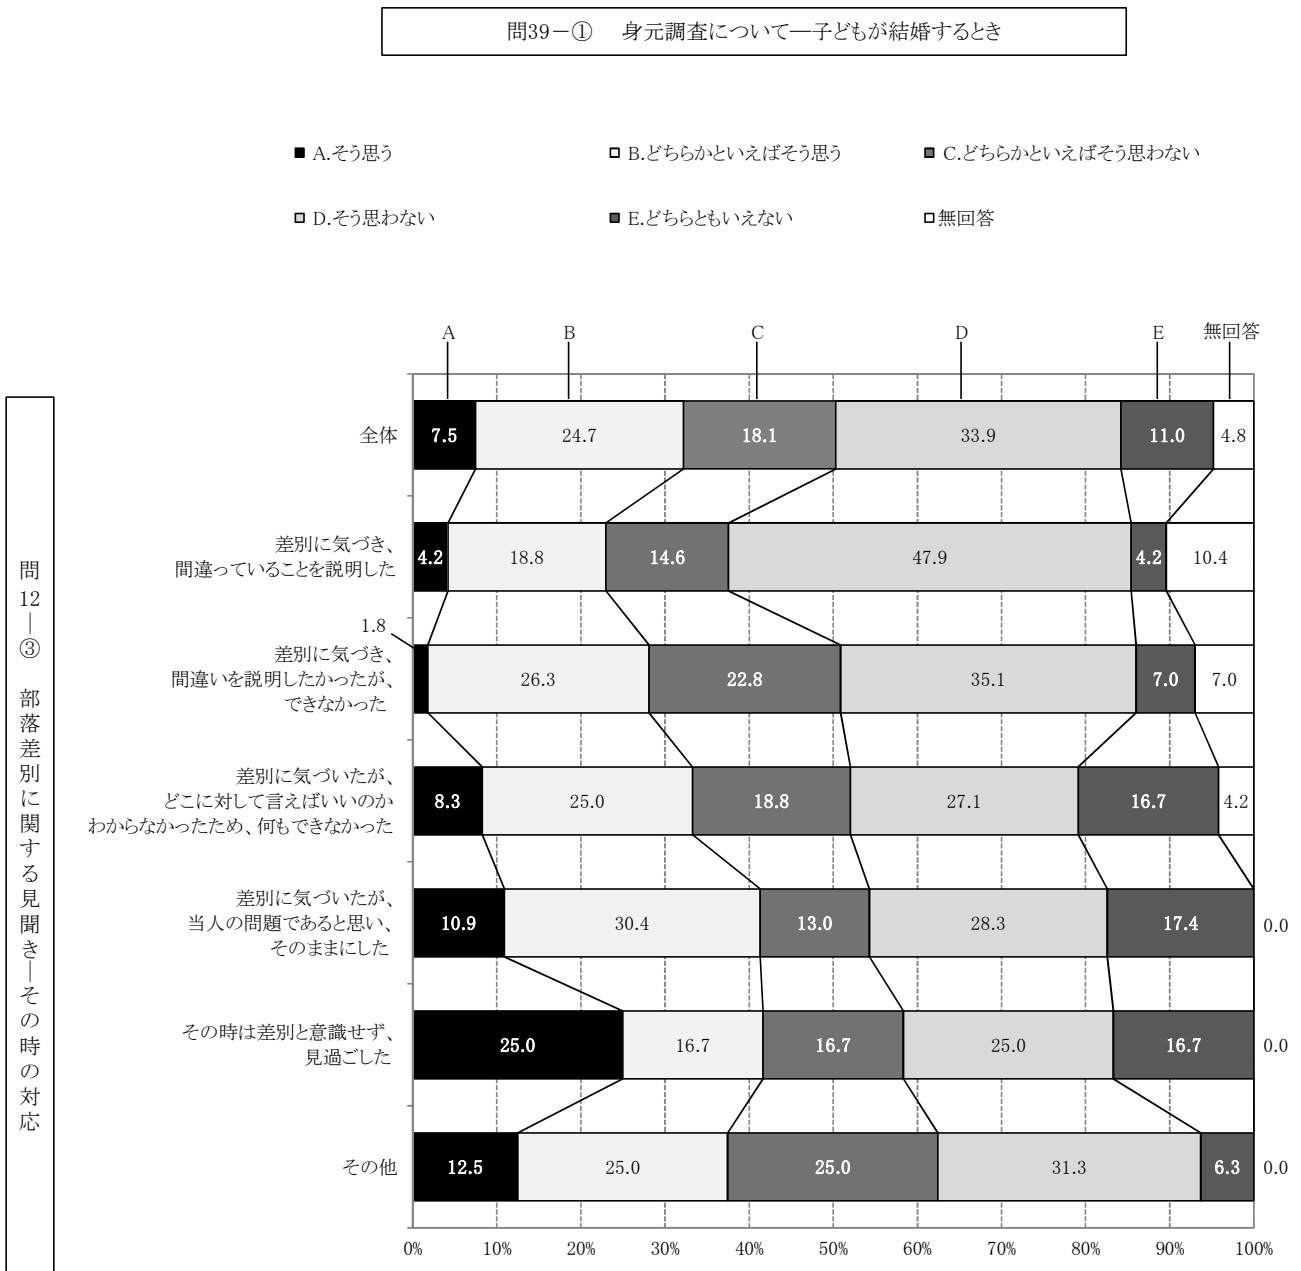 問39－① 身元調査について―子どもが結婚するとき
A.そう思う
B.どちらかといえばそう思う
C.どちらかといえばそう思わない
D.そう思わない
E.どちらともいえない
無回答
A
B
C
D
E
無回答
問12―③ 部落差別に関する見聞き―その時の対応
全体
7.5
24.7
18.1
33.9
11.0
4.8
差別に気づき、
間違っていることを説明した
4.2
18.8
14.6
47.9
4.2
10.4
1.8
差別に気づき、
間違いを説明したかったが、
できなかった
26.3
22.8
35.1
7.0
7.0
差別に気づいたが、
どこに対して言えばいいのか
わからなかったため、何もできなかった
8.3
25.0
18.8
27.1
16.7
4.2
差別に気づいたが、
当人の問題であると思い、
そのままにした
10.9
30.4
13.0
28.3
17.4
0.0
その時は差別と意識せず、
見過ごした
25.0
16.7
16.7
25.0
16.7
0.0
その他
12.5
25.0
25.0
31.3
6.3
0.0
0%
10%
20%
30%
40%
50%
60%
70%
80%
90%
100%